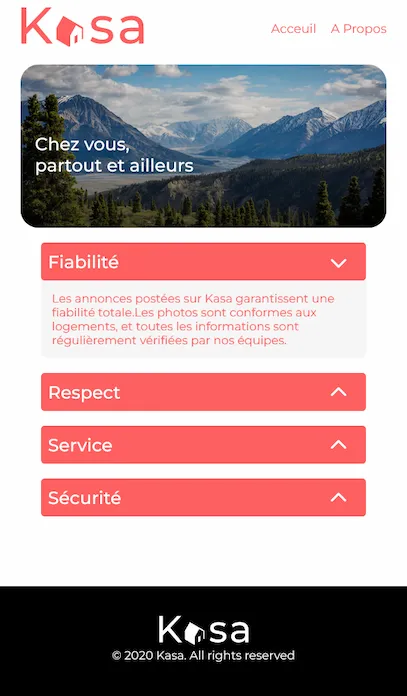 Kasa
Acceuil A Propos
Chez vous,
partout et ailleurs
Fiabilité
Les annonces postées sur Kasa garantissent une
fiabilité totale.Les photos sont conformes aux
logements, et toutes les informations sont
régulièrement vérifiées par nos équipes.
Respect
Service
Sécurité
Kasa
© 2020 Kasa. All rights reserved